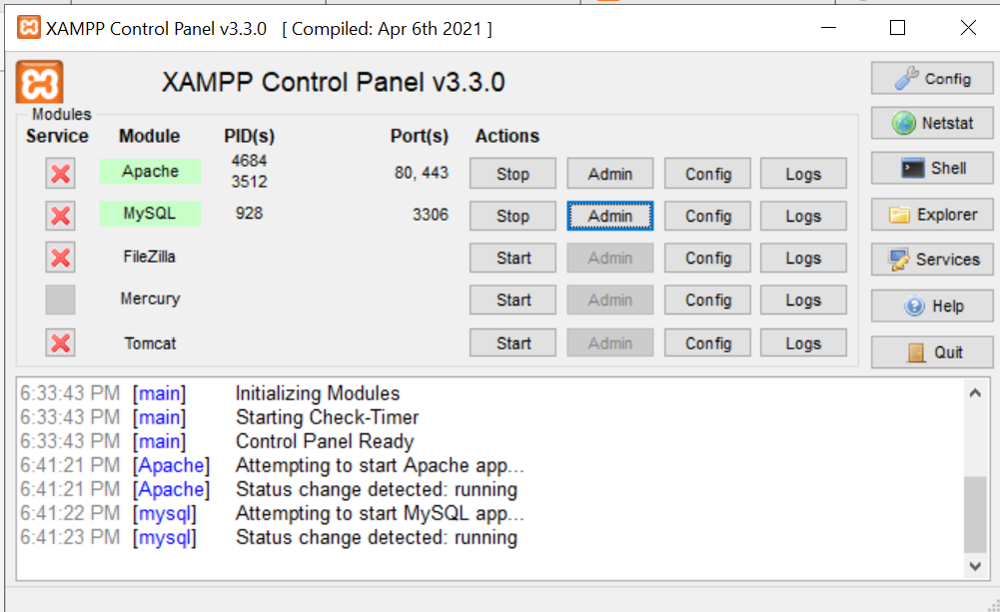 XAMPP Control Panel v3.3.0 [ Compiled: Apr 6th 2021 ]
XAMPP Control Panel v3.3.0
Config
Modules
Service Module PID(s) Port(s) Actions
Netstat
Apache 4684 80, 443 Stop Admin Config Logs
3512
Shell
MySQL 928 3306 Stop Admin Config Logs
Explorer
FileZilla Start Admin Config Logs
Services
Mercury Start Admin Config Logs
Help
Tomcat Start Admin Config Logs
Quit
6:33:43 PM [main] Initializing Modules
6:33:43 PM [main] Starting Check-Timer
6:33:43 PM [main] Control Panel Ready
6:41:21 PM [Apache] Attempting to start Apache app...
6:41:21 PM [Apache] Status change detected: running
6:41:22 PM [mysql] Attempting to start MySQL app...
6:41:23 PM [mysql] Status change detected: running